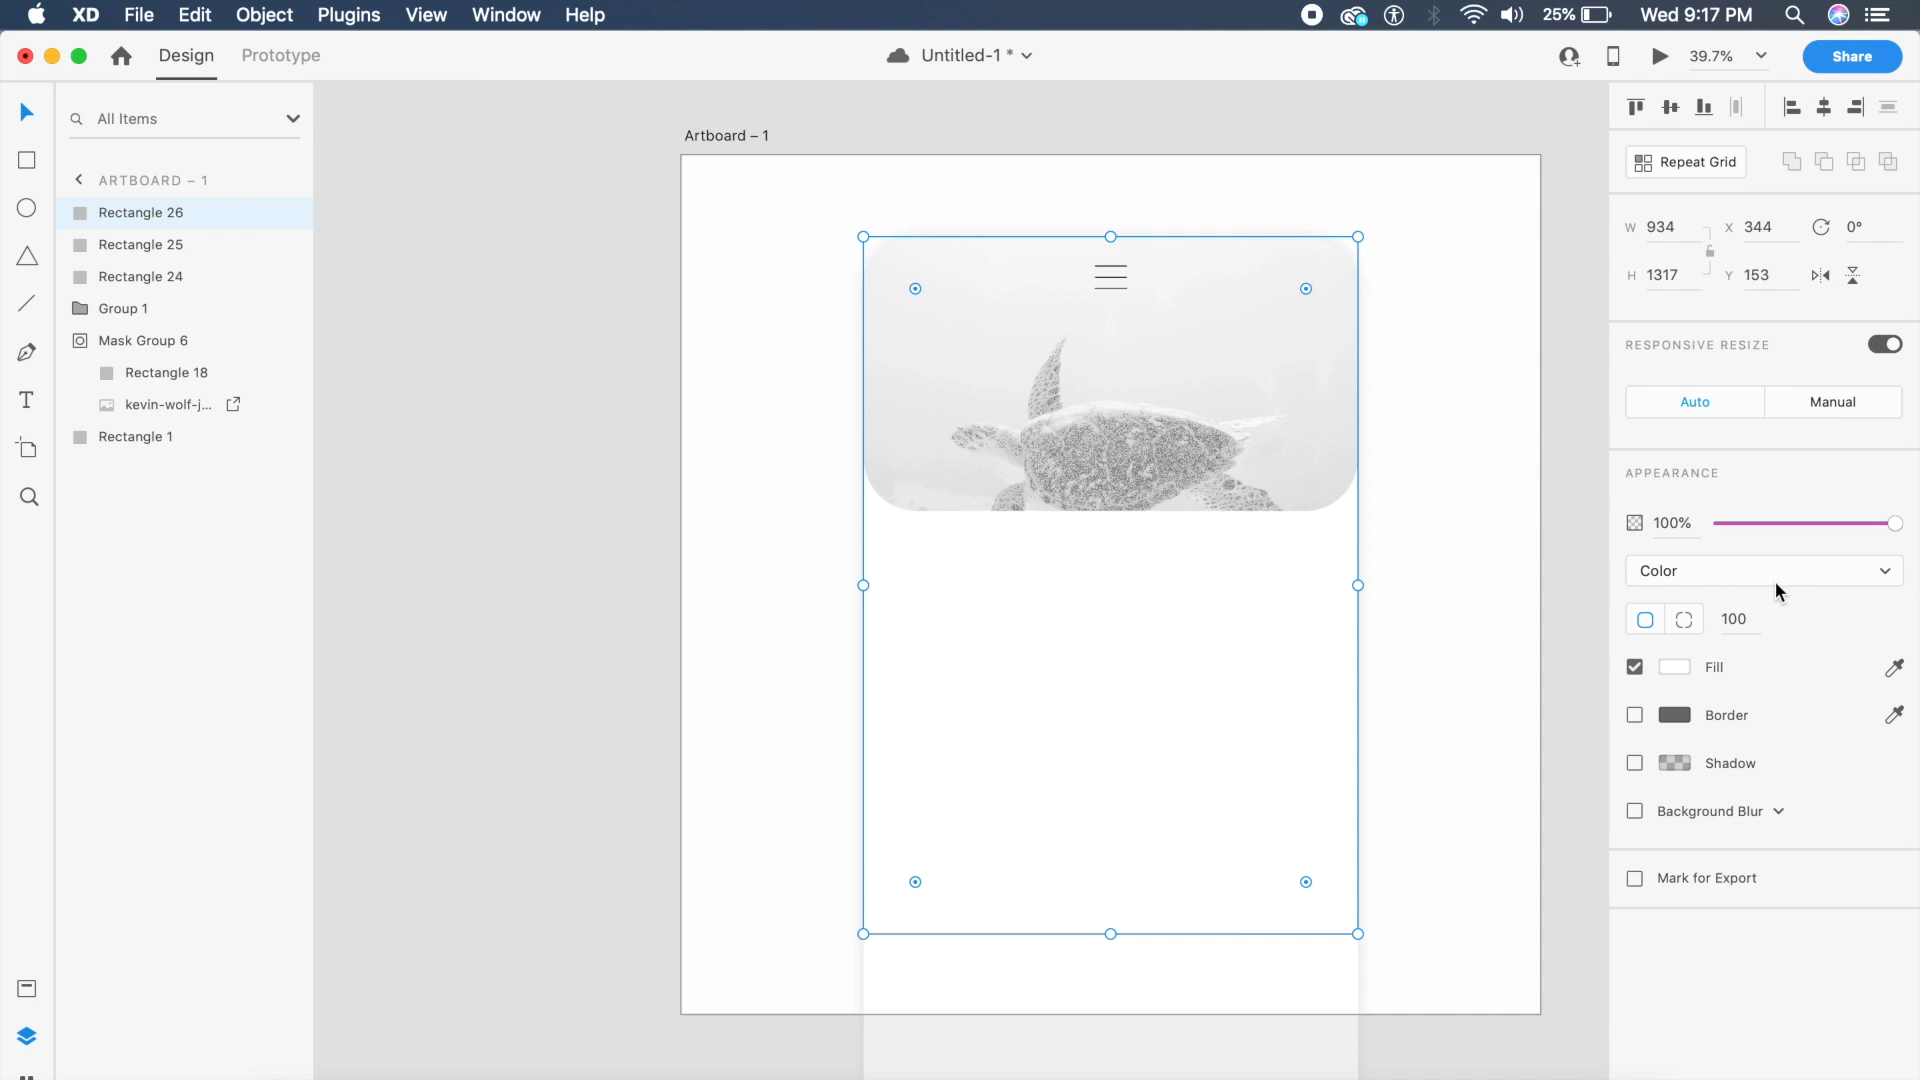 XD File Edit Object Plugins View Window Help 25% Wed 9:17 PM
Design Prototype Untitled-1 * 39.7% Share
All Items
ARTBOARD – 1
Rectangle 26
Rectangle 25
Rectangle 24
Group 1
Mask Group 6
Rectangle 18
kevin-wolf-j...
Rectangle 1
Artboard – 1
Repeat Grid
W 934 X 344 0°
H 1317 Y 153
RESPONSIVE RESIZE
Auto Manual
APPEARANCE
100%
Color
100
Fill
Border
Shadow
Background Blur
Mark for Export